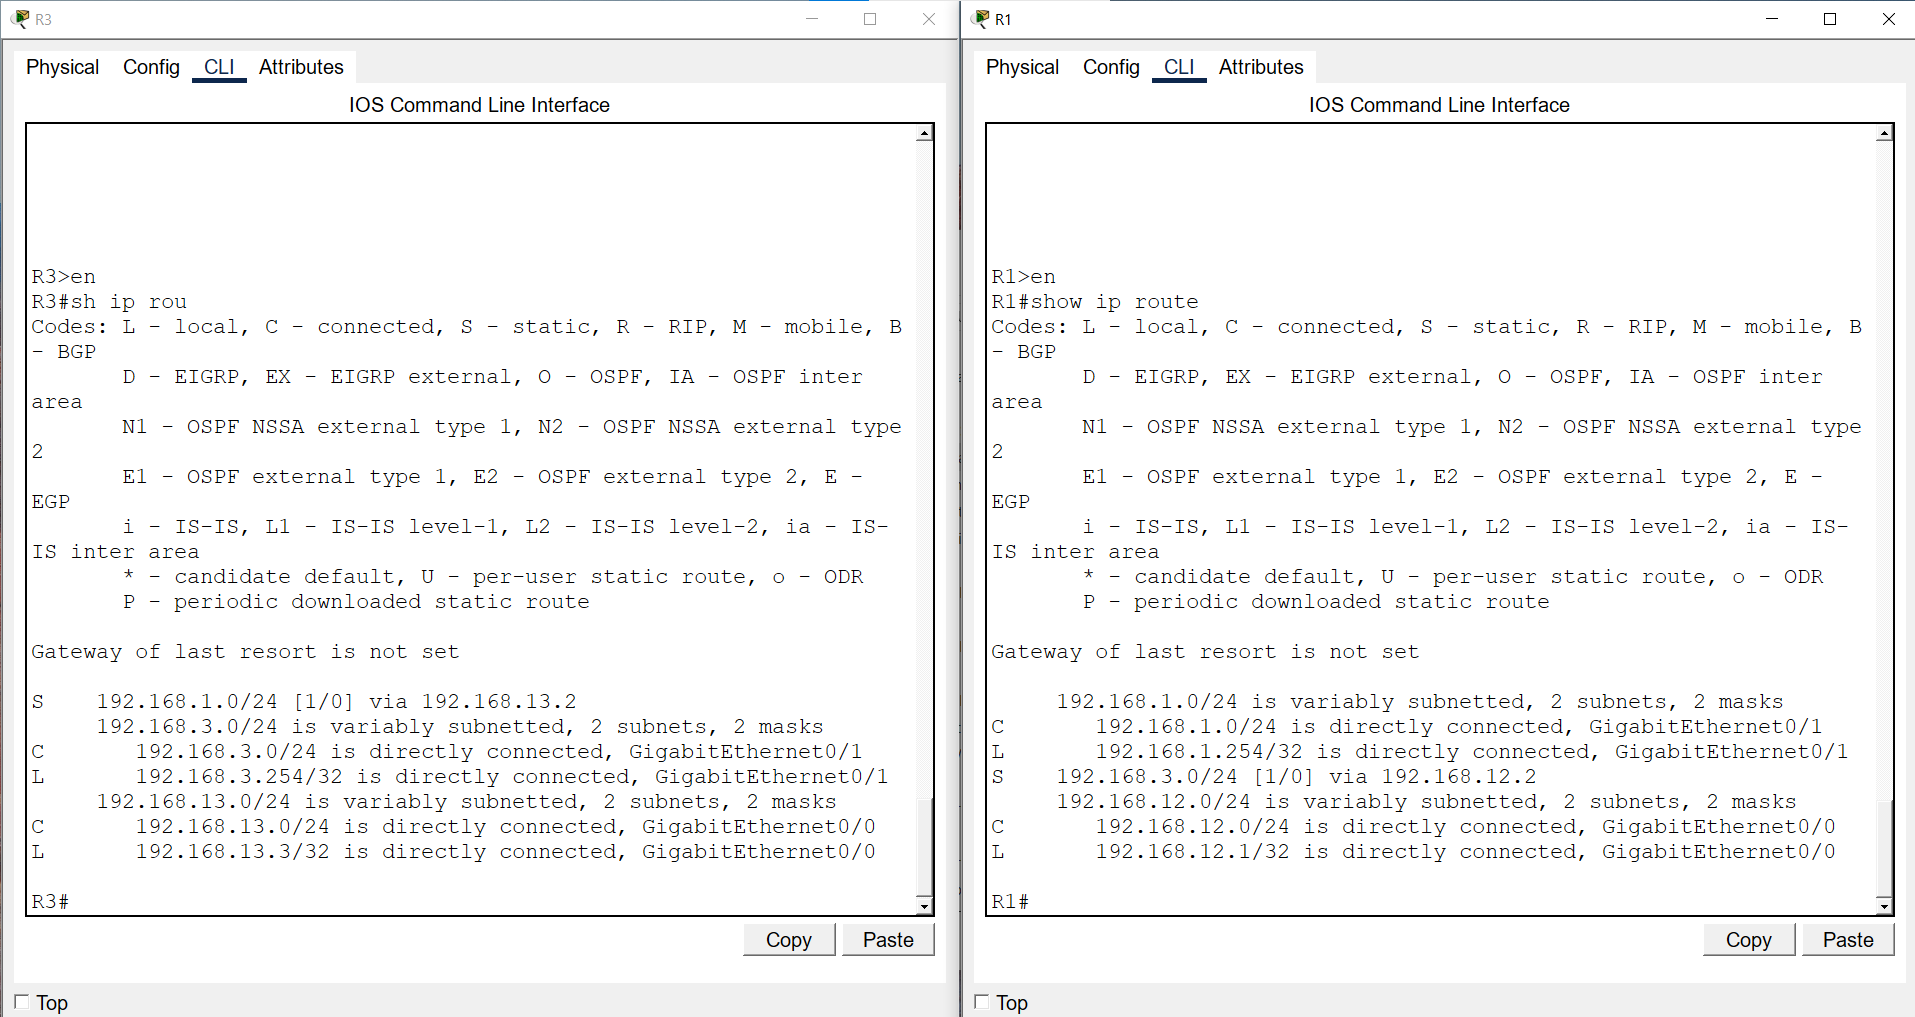 R3
Physical Config CLI Attributes
IOS Command Line Interface
R3>en
R3#sh ip rou
Codes: L - local, C - connected, S - static, R - RIP, M - mobile, B
- BGP
       D - EIGRP, EX - EIGRP external, O - OSPF, IA - OSPF inter
area
       N1 - OSPF NSSA external type 1, N2 - OSPF NSSA external type
2
       E1 - OSPF external type 1, E2 - OSPF external type 2, E -
EGP
       i - IS-IS, L1 - IS-IS level-1, L2 - IS-IS level-2, ia - IS-
IS inter area
       * - candidate default, U - per-user static route, o - ODR
       P - periodic downloaded static route
Gateway of last resort is not set
S    192.168.1.0/24 [1/0] via 192.168.13.2
     192.168.3.0/24 is variably subnetted, 2 subnets, 2 masks
C       192.168.3.0/24 is directly connected, GigabitEthernet0/1
L       192.168.3.254/32 is directly connected, GigabitEthernet0/1
     192.168.13.0/24 is variably subnetted, 2 subnets, 2 masks
C       192.168.13.0/24 is directly connected, GigabitEthernet0/0
L       192.168.13.3/32 is directly connected, GigabitEthernet0/0
R3#
Copy Paste
Top
R1
Physical Config CLI Attributes
IOS Command Line Interface
R1>en
R1#show ip route
Codes: L - local, C - connected, S - static, R - RIP, M - mobile, B
- BGP
       D - EIGRP, EX - EIGRP external, O - OSPF, IA - OSPF inter
area
       N1 - OSPF NSSA external type 1, N2 - OSPF NSSA external type
2
       E1 - OSPF external type 1, E2 - OSPF external type 2, E -
EGP
       i - IS-IS, L1 - IS-IS level-1, L2 - IS-IS level-2, ia - IS-
IS inter area
       * - candidate default, U - per-user static route, o - ODR
       P - periodic downloaded static route
Gateway of last resort is not set
     192.168.1.0/24 is variably subnetted, 2 subnets, 2 masks
C       192.168.1.0/24 is directly connected, GigabitEthernet0/1
L       192.168.1.254/32 is directly connected, GigabitEthernet0/1
S    192.168.3.0/24 [1/0] via 192.168.12.2
     192.168.12.0/24 is variably subnetted, 2 subnets, 2 masks
C       192.168.12.0/24 is directly connected, GigabitEthernet0/0
L       192.168.12.1/32 is directly connected, GigabitEthernet0/0
R1#
Copy Paste
Top